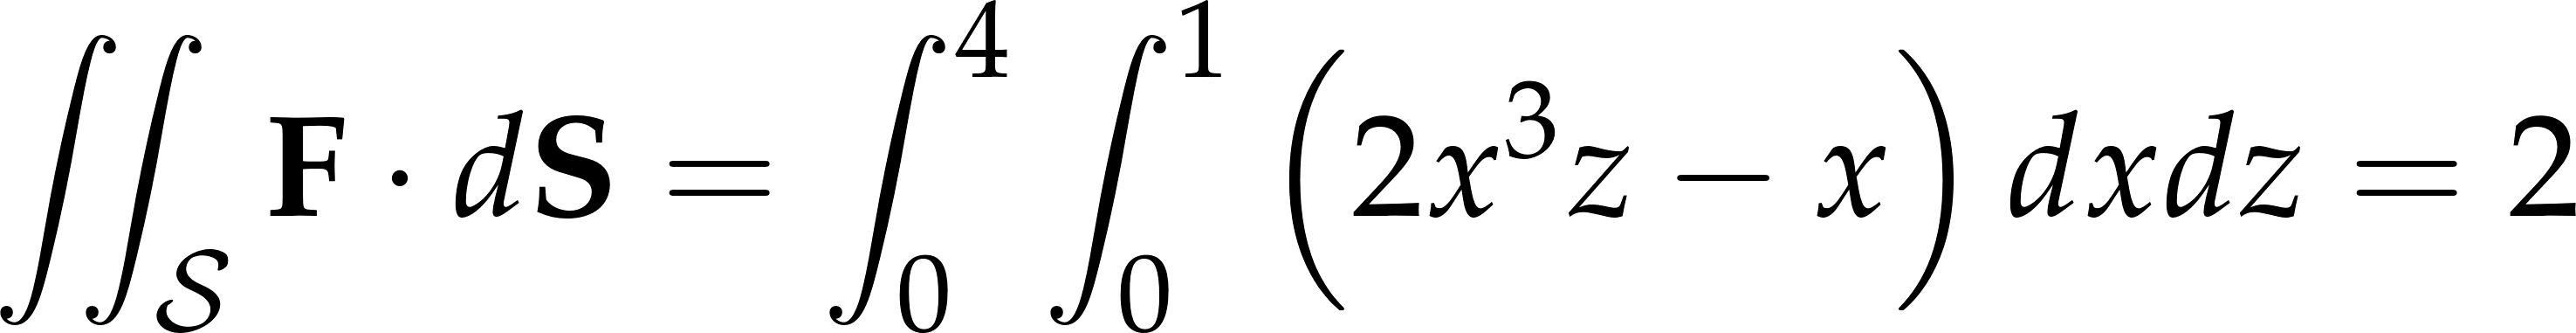 ∬_𝒮 𝐅 · d𝐒 = ∫_0^4 ∫_0^1 (2x^3z − x) dxdz = 2